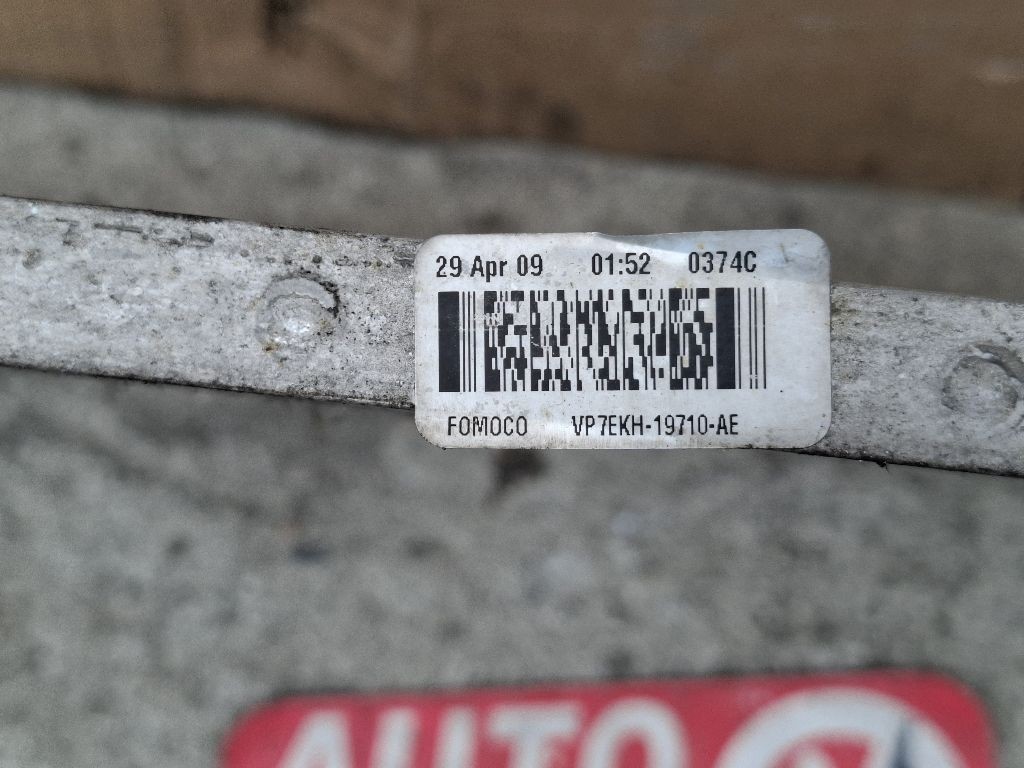 29 Apr 09 01:52 0374C
FOMOCO VP7EKH-19710-AE
AUTO